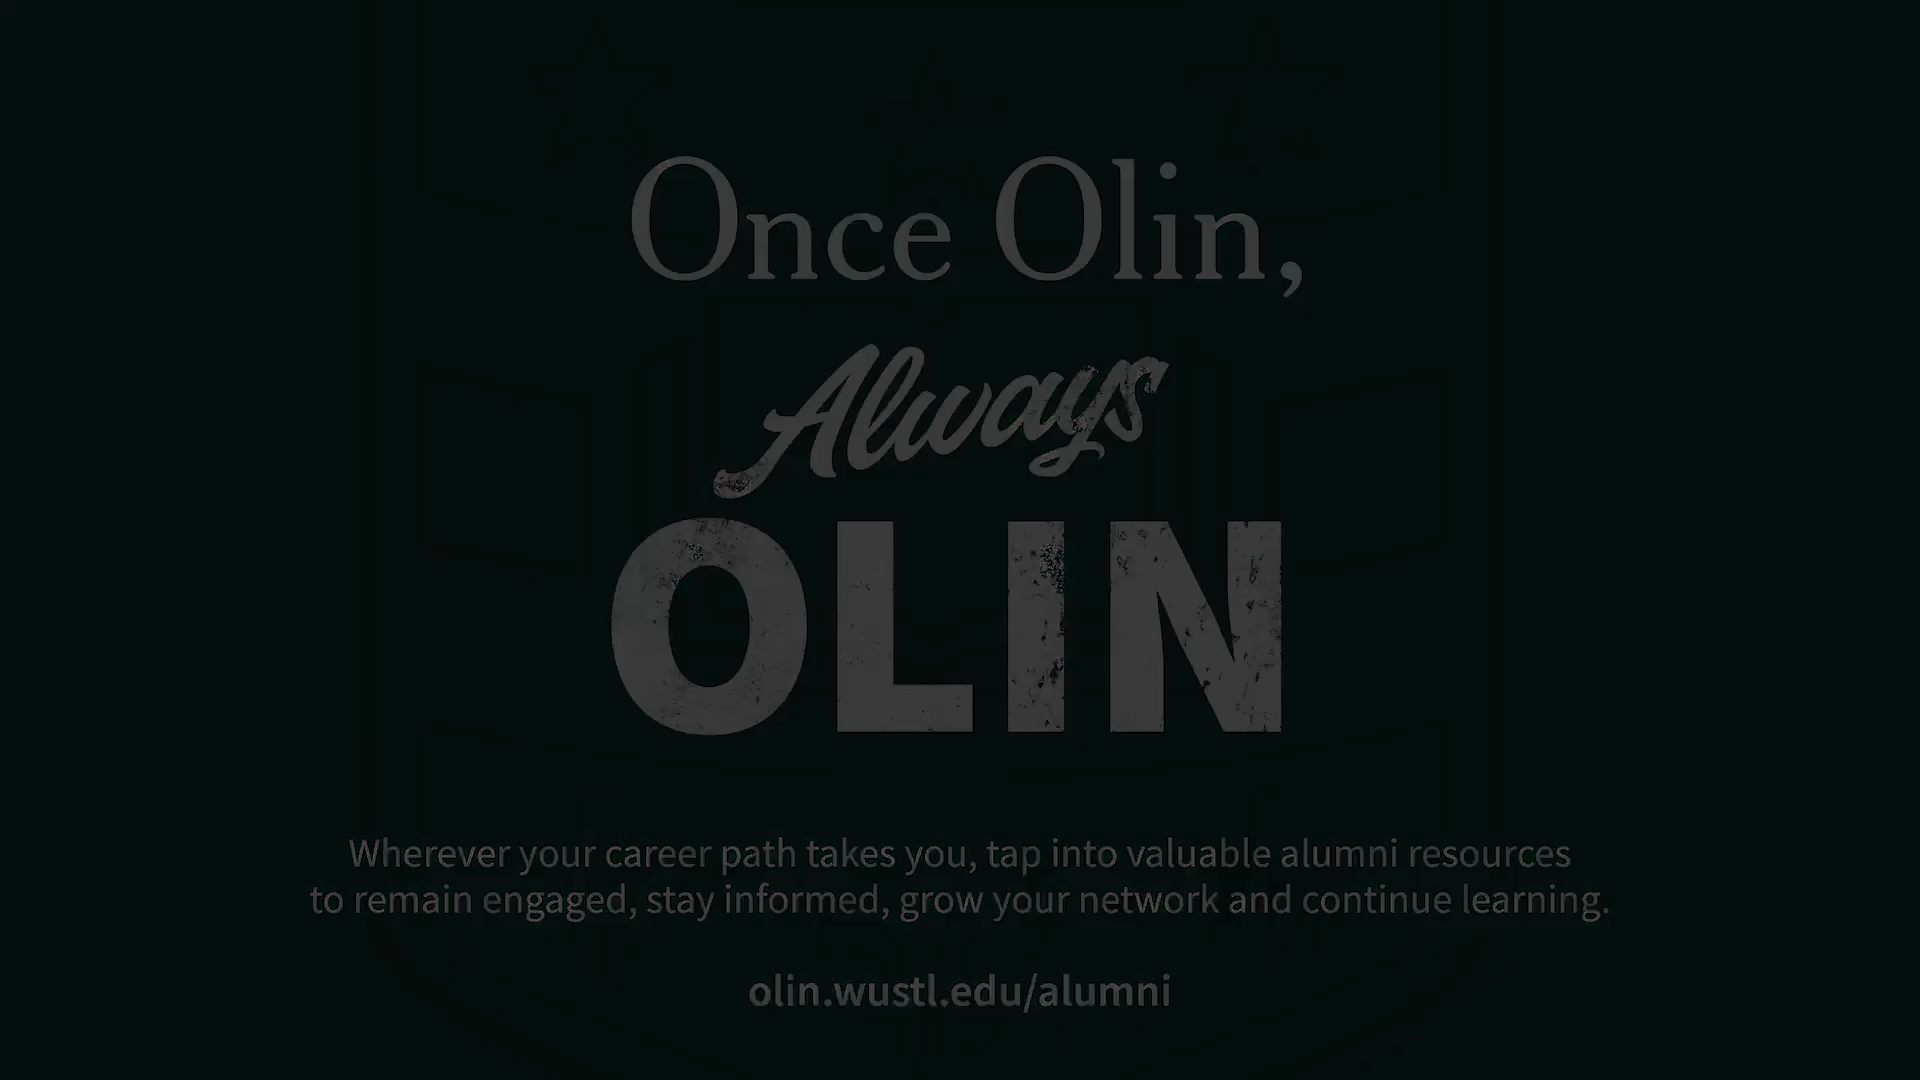 Once Olin,
Always
OLIN
Wherever your career path takes you, tap into valuable alumni resources
to remain engaged, stay informed, grow your network and continue learning.
olin.wustl.edu/alumni